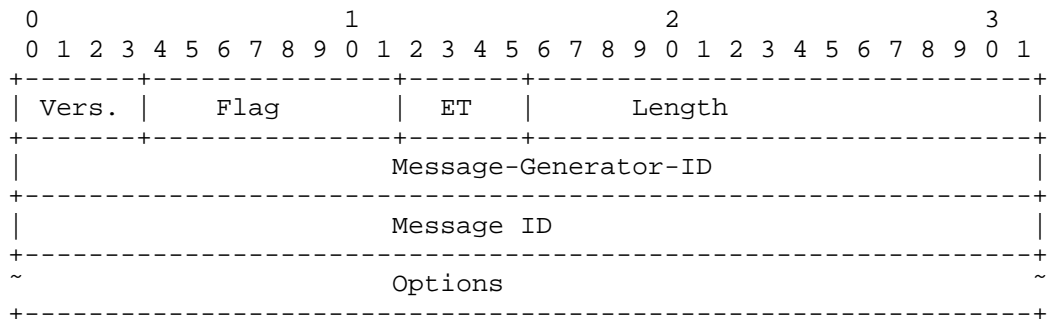 0                   1                   2                   3
0 1 2 3 4 5 6 7 8 9 0 1 2 3 4 5 6 7 8 9 0 1 2 3 4 5 6 7 8 9 0 1
+-------+---------------+-------+-------------------------------+
| Vers. |    Flag       |  ET   |      Length                   |
+-------+---------------+-------+-------------------------------+
|                       Message-Generator-ID                    |
+---------------------------------------------------------------+
|                       Message ID                              |
+---------------------------------------------------------------+
~                       Options                                 ~
+---------------------------------------------------------------+